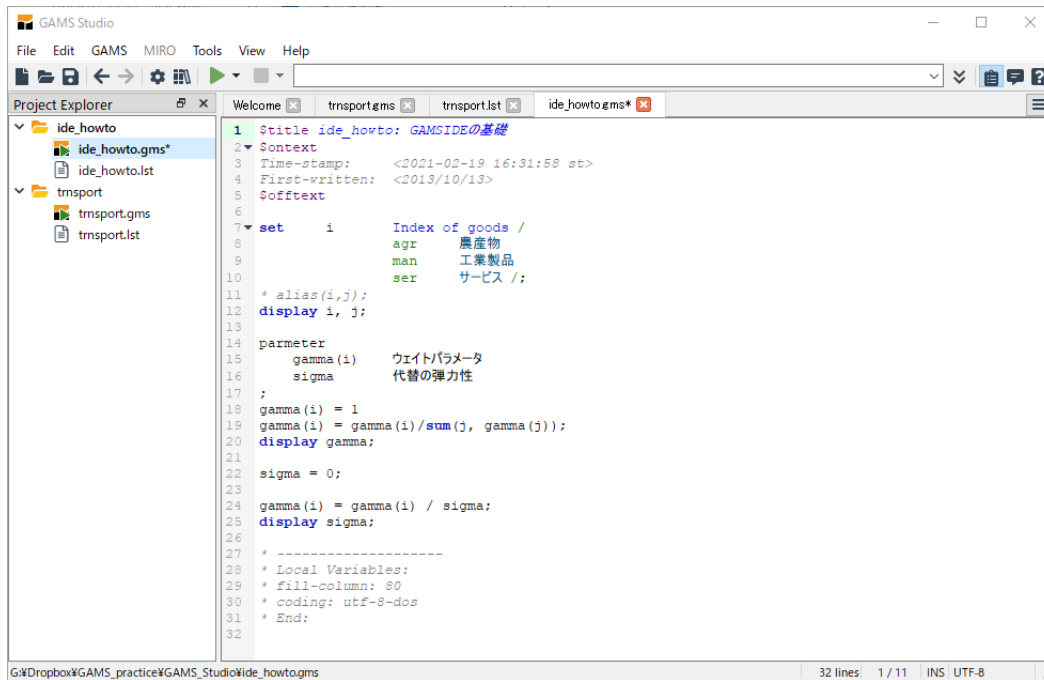 GAMS Studio
File Edit GAMS MIRO Tools View Help
Project Explorer
Welcome trnsport.gms trnsport.lst ide_howto.gms*
ide_howto
ide_howto.gms*
ide_howto.lst
trnsport
trnsport.gms
trnsport.lst
1 $title ide_howto: GAMSIDEの基礎
2 $ontext
3 Time-stamp: <2021-02-19 16:31:58 st>
4 First-written: <2013/10/13>
5 $offtext
6
7 set i Index of goods /
8 agr 農産物
9 man 工業製品
10 ser サービス /;
11 * alias(i,j);
12 display i, j;
13
14 parmeter
15 gamma(i) ウェイトパラメータ
16 sigma 代替の弾力性
17 ;
18 gamma(i) = 1
19 gamma(i) = gamma(i)/sum(j, gamma(j));
20 display gamma;
21
22 sigma = 0;
23
24 gamma(i) = gamma(i) / sigma;
25 display sigma;
26
27 * --------------------
28 * Local Variables:
29 * fill-column: 80
30 * coding: utf-8-dos
31 * End:
32
G:¥Dropbox¥GAMS_practice¥GAMS_Studio¥ide_howto.gms 32 lines 1 / 11 INS UTF-8